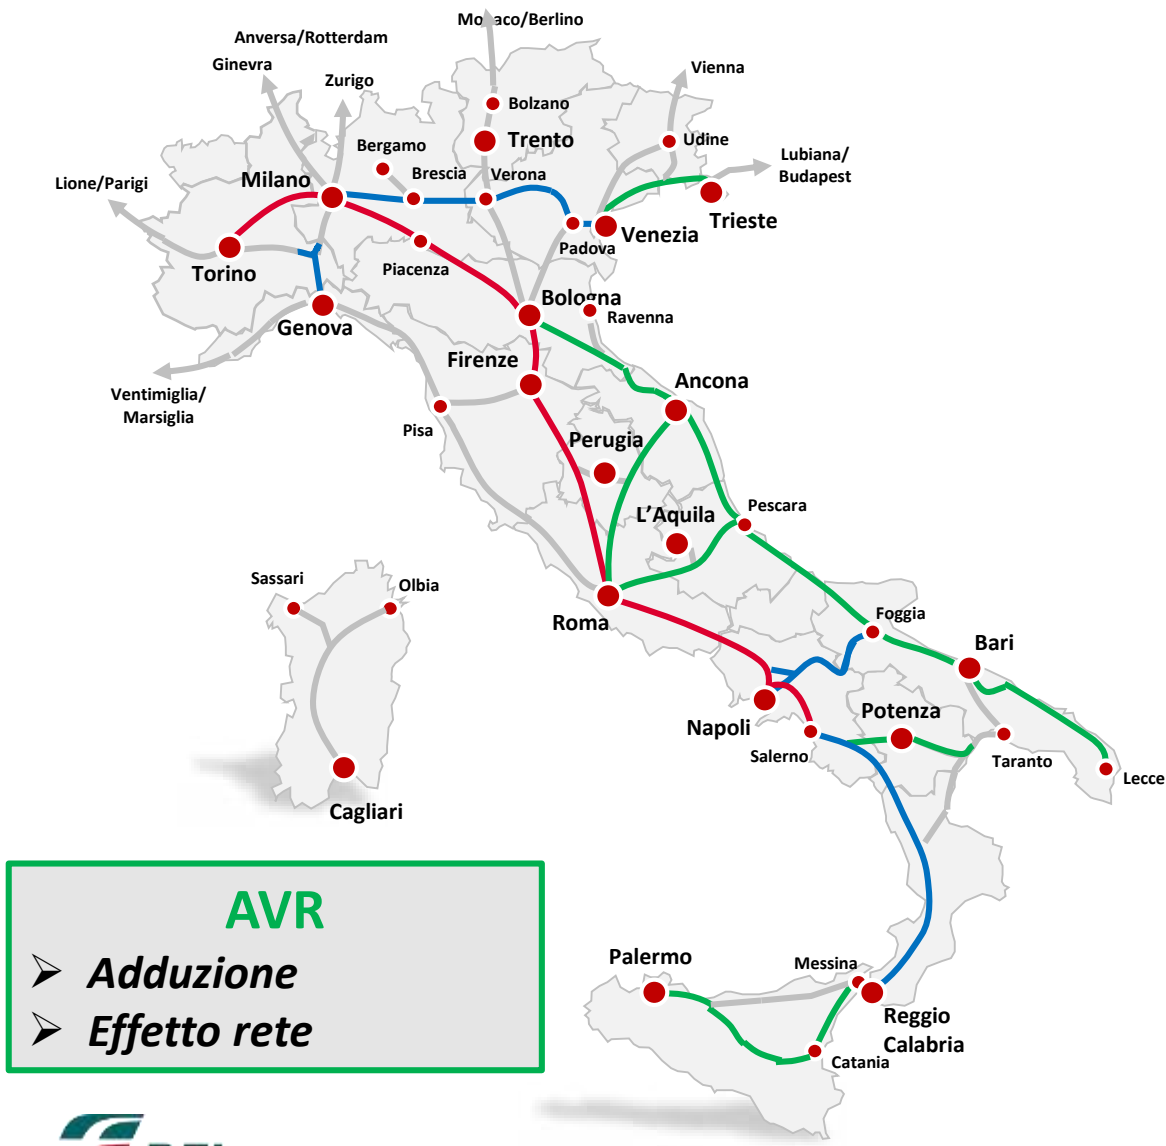 Monaco/Berlino
Anversa/Rotterdam
Ginevra
Zurigo
Vienna
Bolzano
Trento
Udine
Bergamo
Brescia
Verona
Lubiana/
Budapest
Lione/Parigi
Milano
Trieste
Venezia
Padova
Torino
Piacenza
Bologna
Ravenna
Genova
Firenze
Ancona
Ventimiglia/
Marsiglia
Pisa
Perugia
Pescara
L'Aquila
Sassari
Olbia
Roma
Foggia
Bari
Potenza
Napoli
Salerno
Taranto
Lecce
Cagliari
AVR
➢ Adduzione
➢ Effetto rete
Palermo
Messina
Reggio
Calabria
Catania